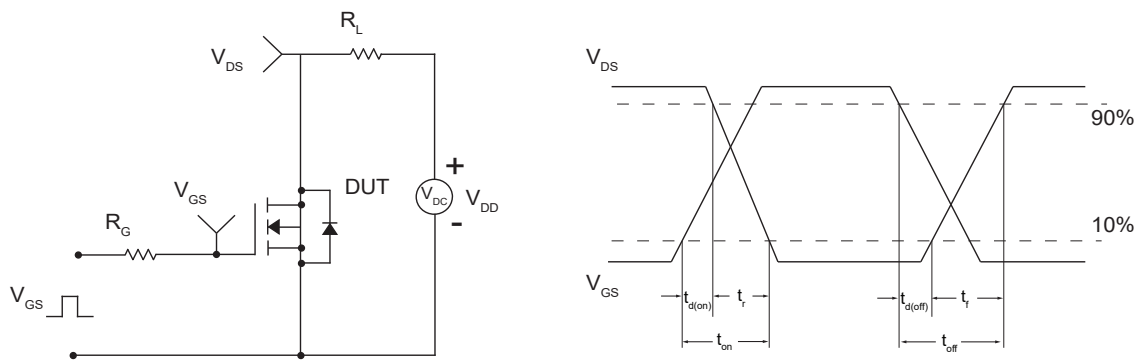 R_L
V_DS
V_GS
DUT
+
V_DC
V_DD
-
R_G
V_GS
V_DS
90%
10%
V_GS
t_d(on)
t_r
t_d(off)
t_f
t_on
t_off